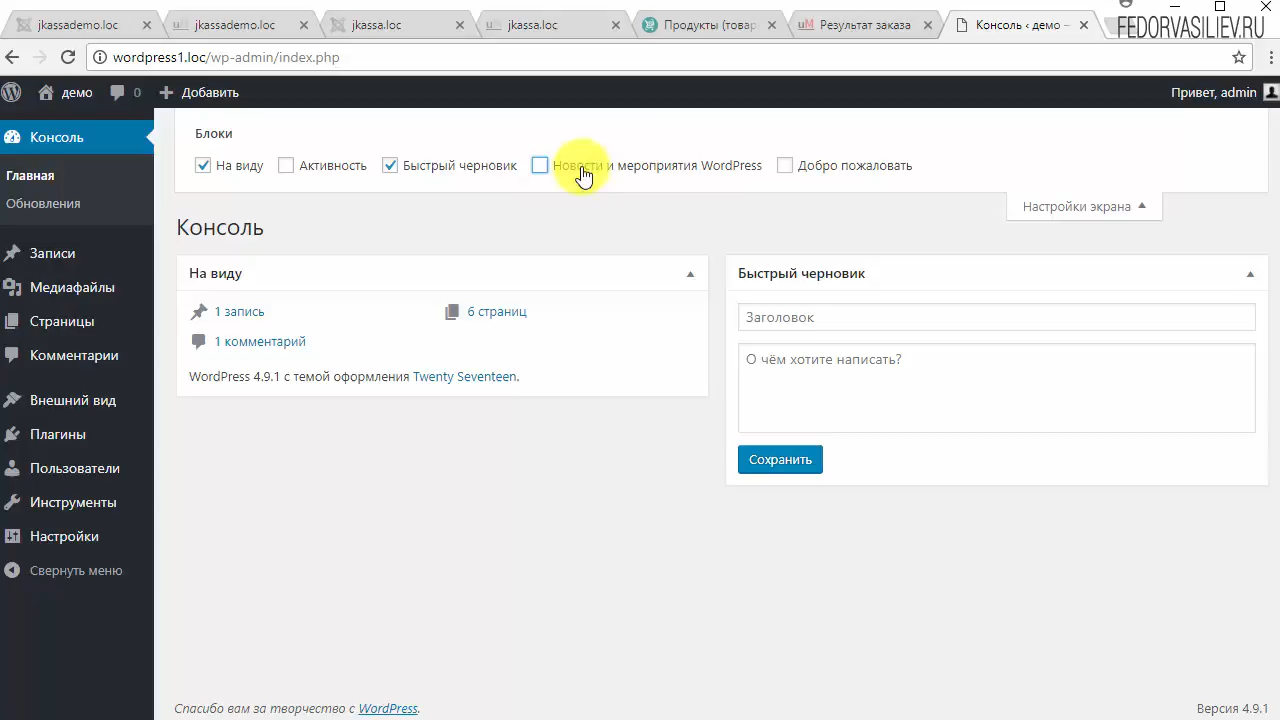 jkassademo.loc
jkassademo.loc
jkassa.loc
jkassa.loc
Продукты (товар
Результат заказа
Консоль ‹ демо —
FEDORVASILIEV.RU
wordpress1.loc/wp-admin/index.php
демо
0
Добавить
Привет, admin
Консоль
Главная
Обновления
Записи
Медиафайлы
Страницы
Комментарии
Внешний вид
Плагины
Пользователи
Инструменты
Настройки
Свернуть меню
Блоки
На виду
Активность
Быстрый черновик
Новости и мероприятия WordPress
Добро пожаловать
Настройки экрана
Консоль
На виду
1 запись
6 страниц
1 комментарий
WordPress 4.9.1 с темой оформления Twenty Seventeen.
Быстрый черновик
Заголовок
О чём хотите написать?
Сохранить
Спасибо вам за творчество с WordPress.
Версия 4.9.1